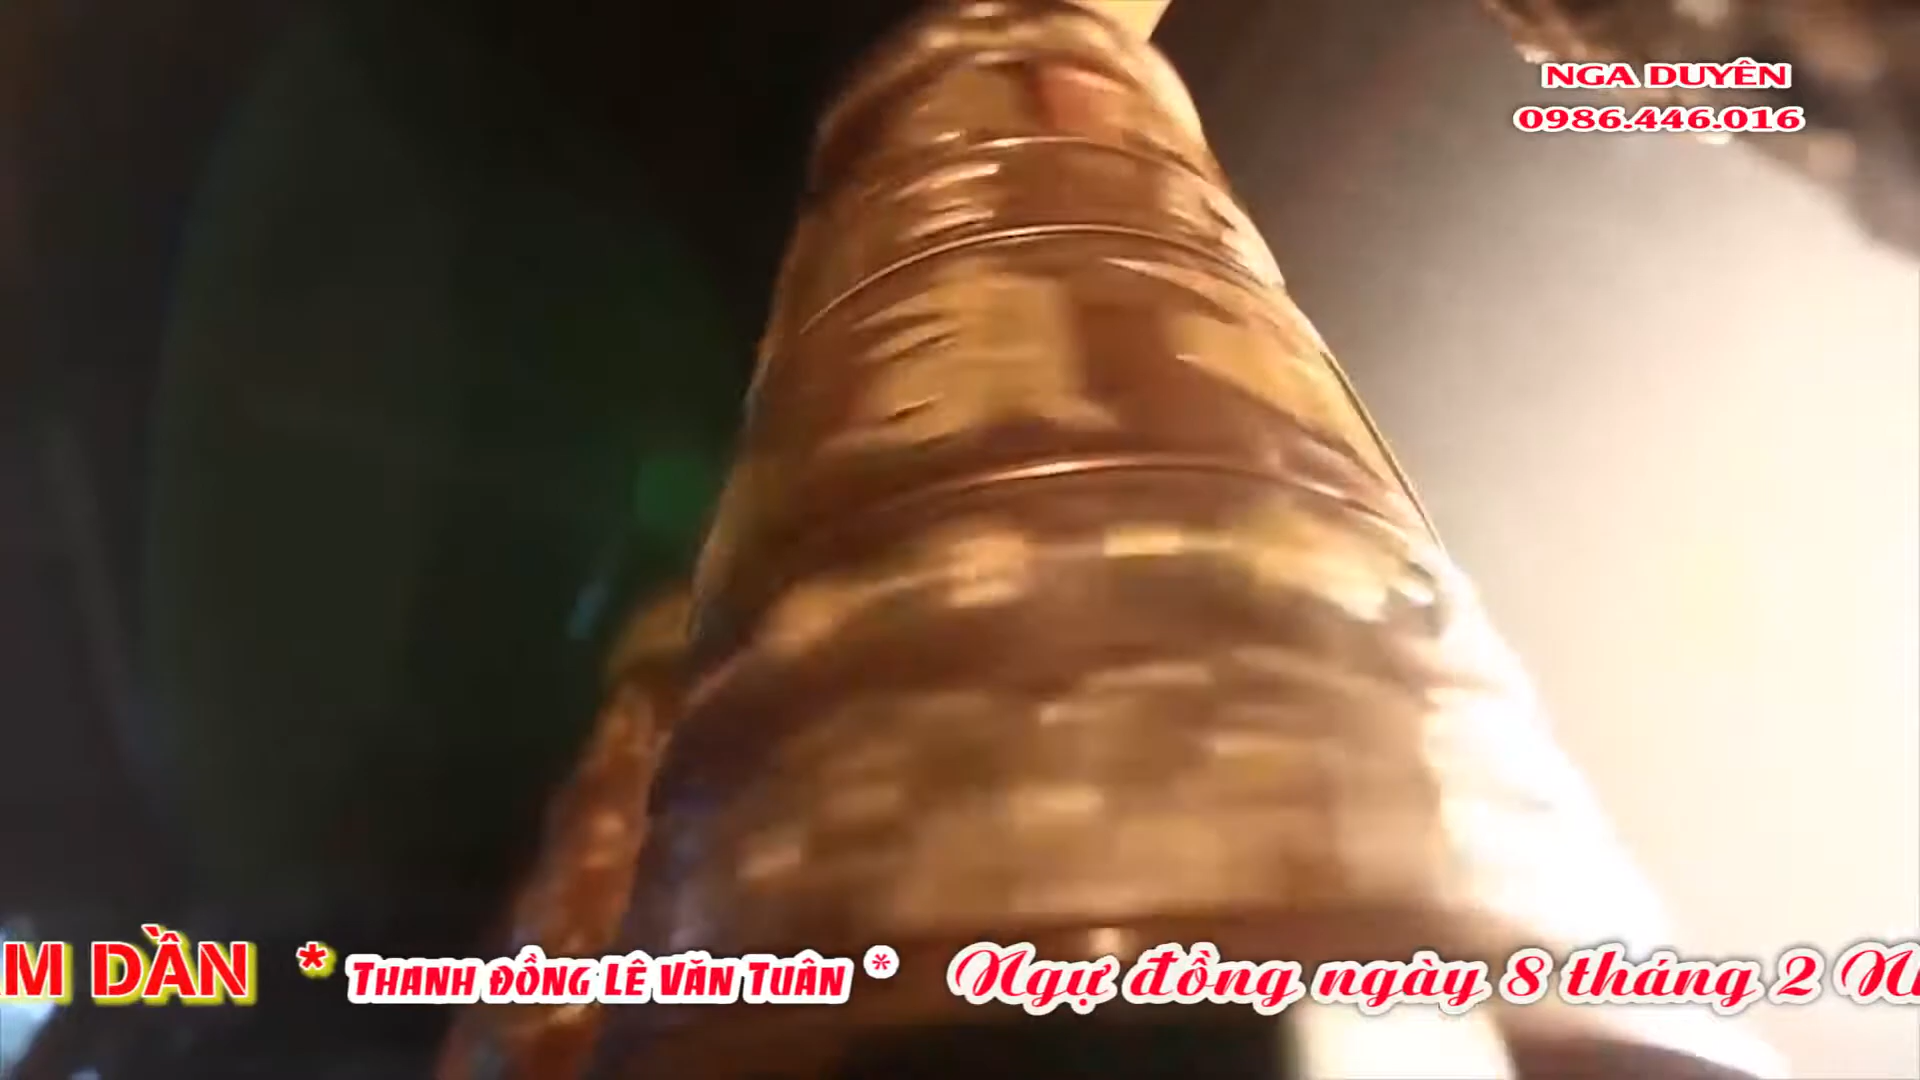 NGA DUYÊN
0986.446.016
M DẦN * THANH ĐỒNG LÊ VĂN TUÂN * Ngự đồng ngày 8 tháng 2